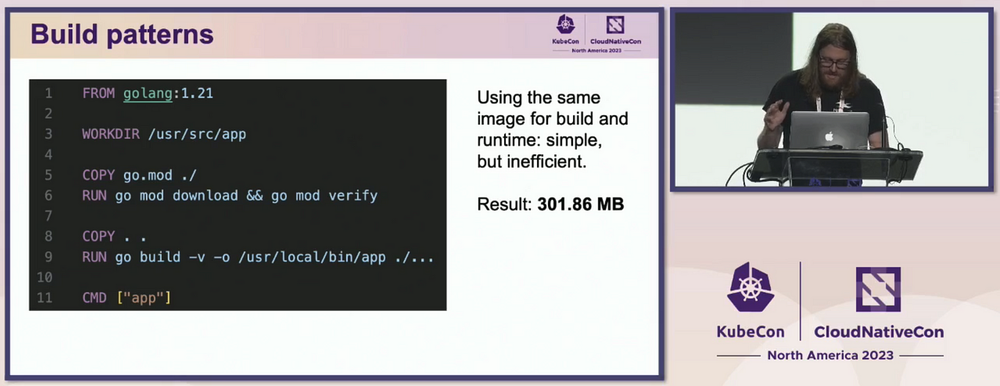 Build patterns
KubeCon
CloudNativeCon
North America 2023
1 FROM golang:1.21
2
3 WORKDIR /usr/src/app
4
5 COPY go.mod ./
6 RUN go mod download && go mod verify
7
8 COPY . .
9 RUN go build -v -o /usr/local/bin/app ./...
10
11 CMD ["app"]
Using the same
image for build and
runtime: simple,
but inefficient.
Result: 301.86 MB
KubeCon
CloudNativeCon
North America 2023